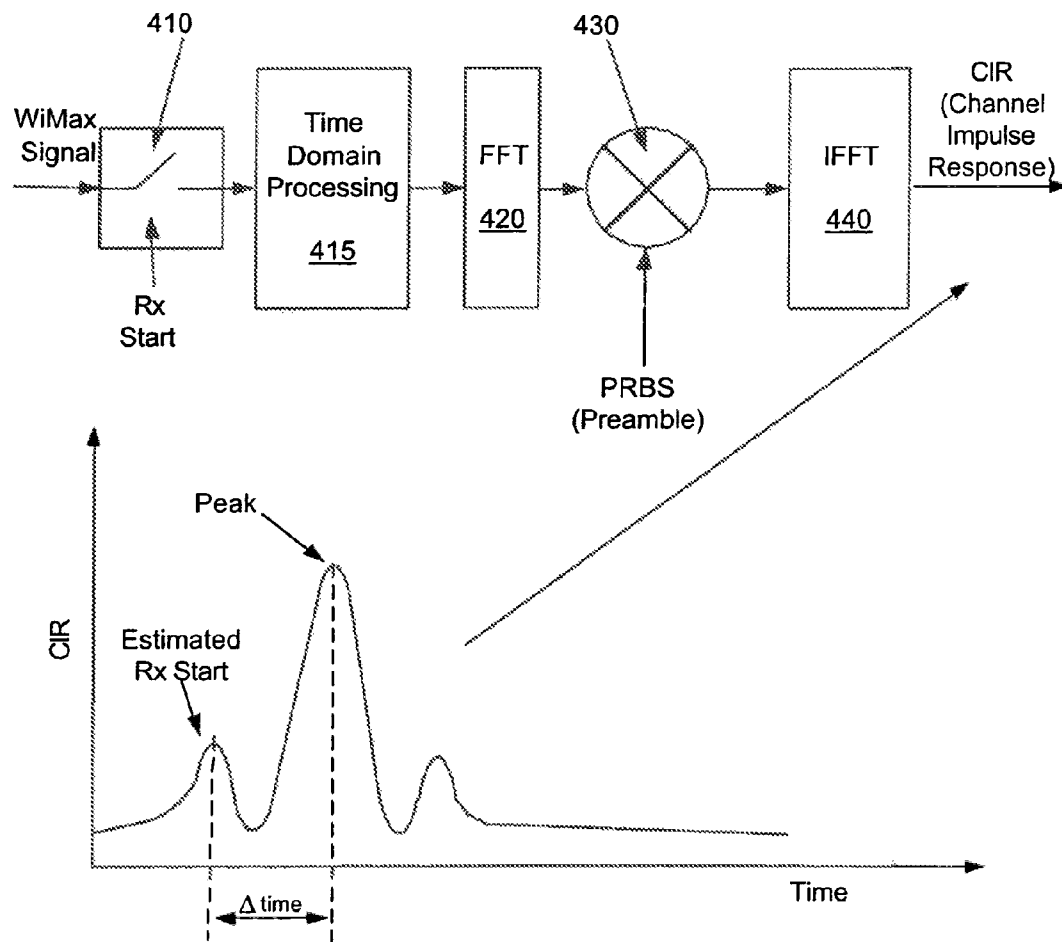 410
430
WiMax
Signal
Time
Domain
Processing
415
FFT
420
IFFT
440
CIR
(Channel
Impulse
Response)
Rx
Start
PRBS
(Preamble)
Peak
Estimated
Rx Start
CIR
Time
Δ time